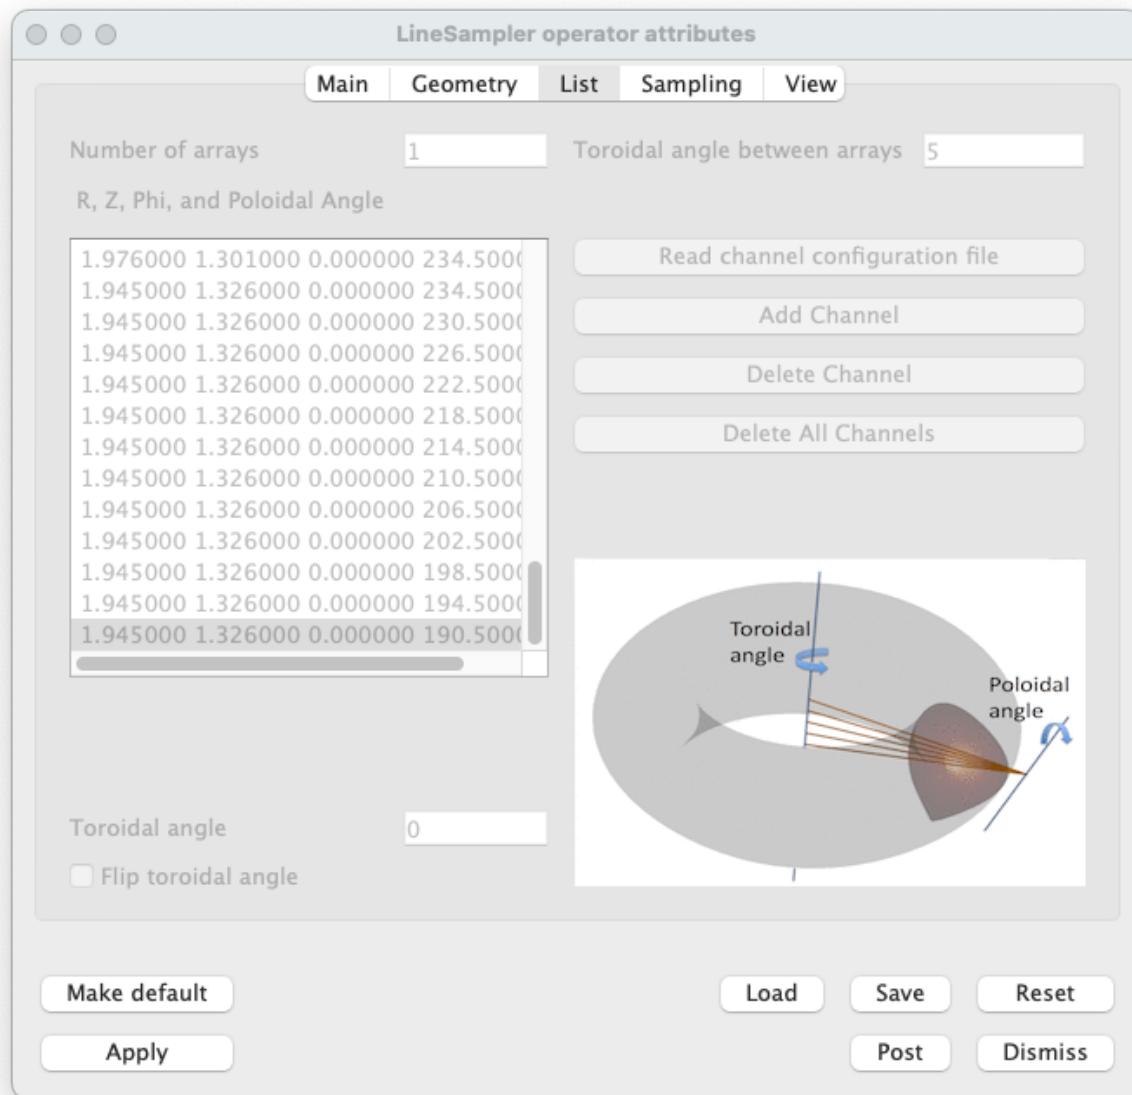 LineSampler operator attributes
Main Geometry List Sampling View
Number of arrays 1 Toroidal angle between arrays 5
R, Z, Phi, and Poloidal Angle
1.976000 1.301000 0.000000 234.5000
1.945000 1.326000 0.000000 234.5000
1.945000 1.326000 0.000000 230.5000
1.945000 1.326000 0.000000 226.5000
1.945000 1.326000 0.000000 222.5000
1.945000 1.326000 0.000000 218.5000
1.945000 1.326000 0.000000 214.5000
1.945000 1.326000 0.000000 210.5000
1.945000 1.326000 0.000000 206.5000
1.945000 1.326000 0.000000 202.5000
1.945000 1.326000 0.000000 198.5000
1.945000 1.326000 0.000000 194.5000
1.945000 1.326000 0.000000 190.5000
Read channel configuration file
Add Channel
Delete Channel
Delete All Channels
Toroidal
angle
Poloidal
angle
Toroidal angle 0
Flip toroidal angle
Make default Load Save Reset
Apply Post Dismiss